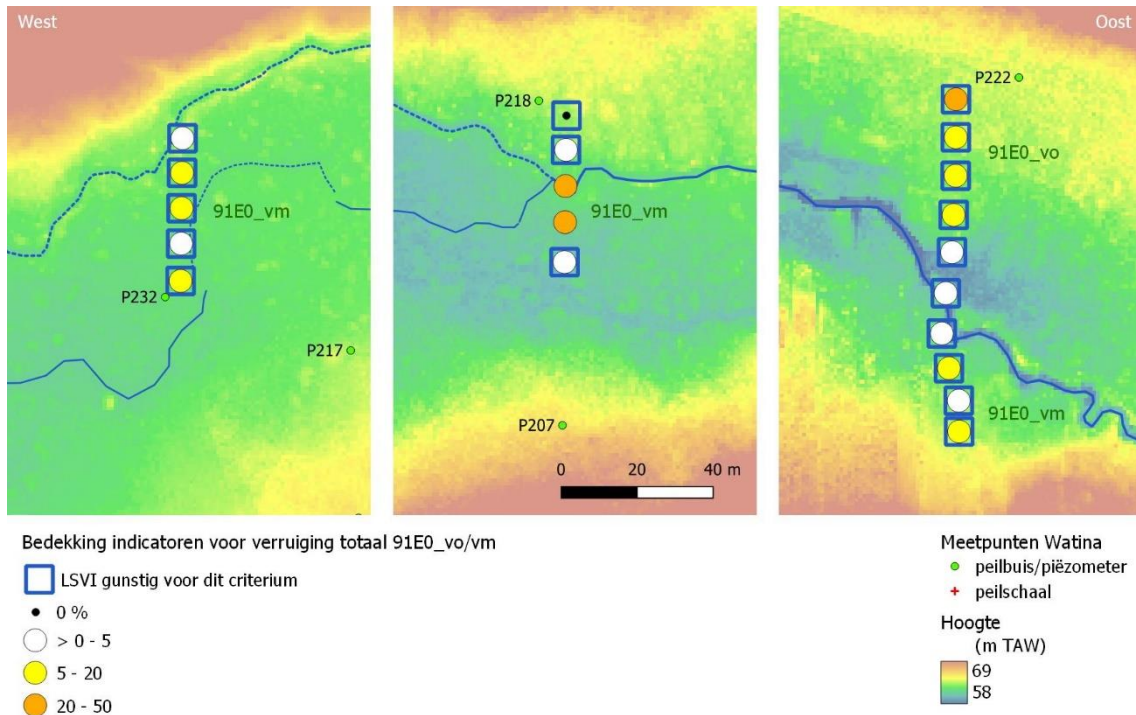 West
Oost
P222
P218
91E0_vo
91E0_vm
91E0_vm
P232
P217
91E0_vm
P207
0 20 40 m
Bedekking indicatoren voor verruiging totaal 91E0_vo/vm
LSVI gunstig voor dit criterium
0 %
> 0 - 5
5 - 20
20 - 50
Meetpunten Watina
peilbuis/piëzometer
peilschaal
Hoogte
(m TAW)
69
58